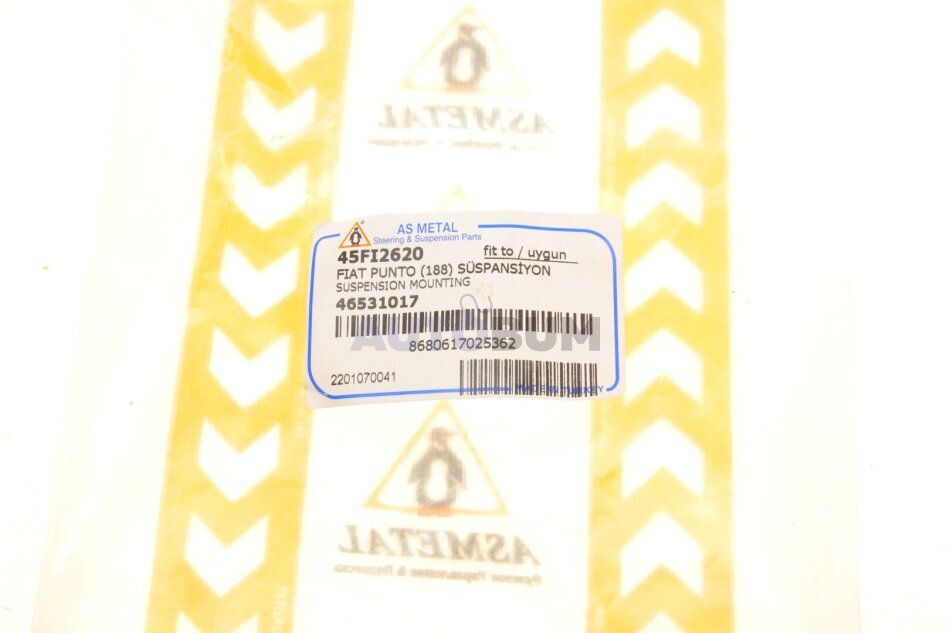 ASMETAL
AS METAL
Steering & Suspension Parts
45FI2620 fit to / uygun
FIAT PUNTO (188) SÜSPANSİYON
SUSPENSION MOUNTING
46531017
AUTOBUM
8680617025362
2201070041
MADE IN TURKEY
ASMETAL